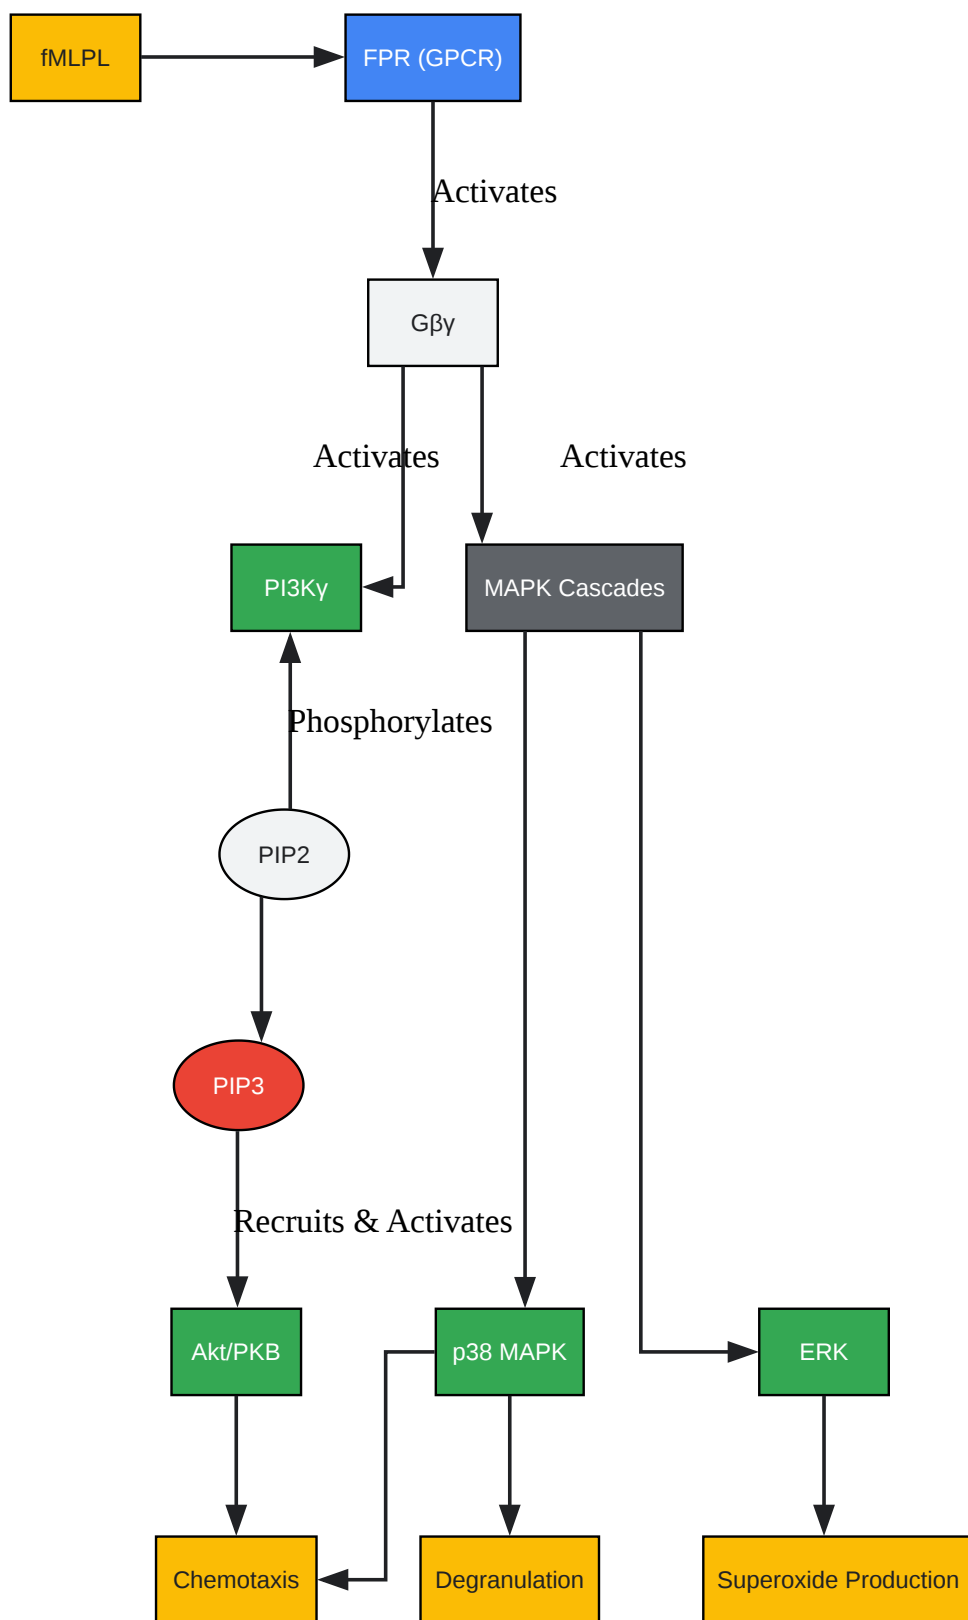 fMLPL
FPR (GPCR)
Activates
Gβγ
Activates
Activates
PI3Kγ
MAPK Cascades
Phosphorylates
PIP2
PIP3
Recruits & Activates
Akt/PKB
p38 MAPK
ERK
Chemotaxis
Degranulation
Superoxide Production